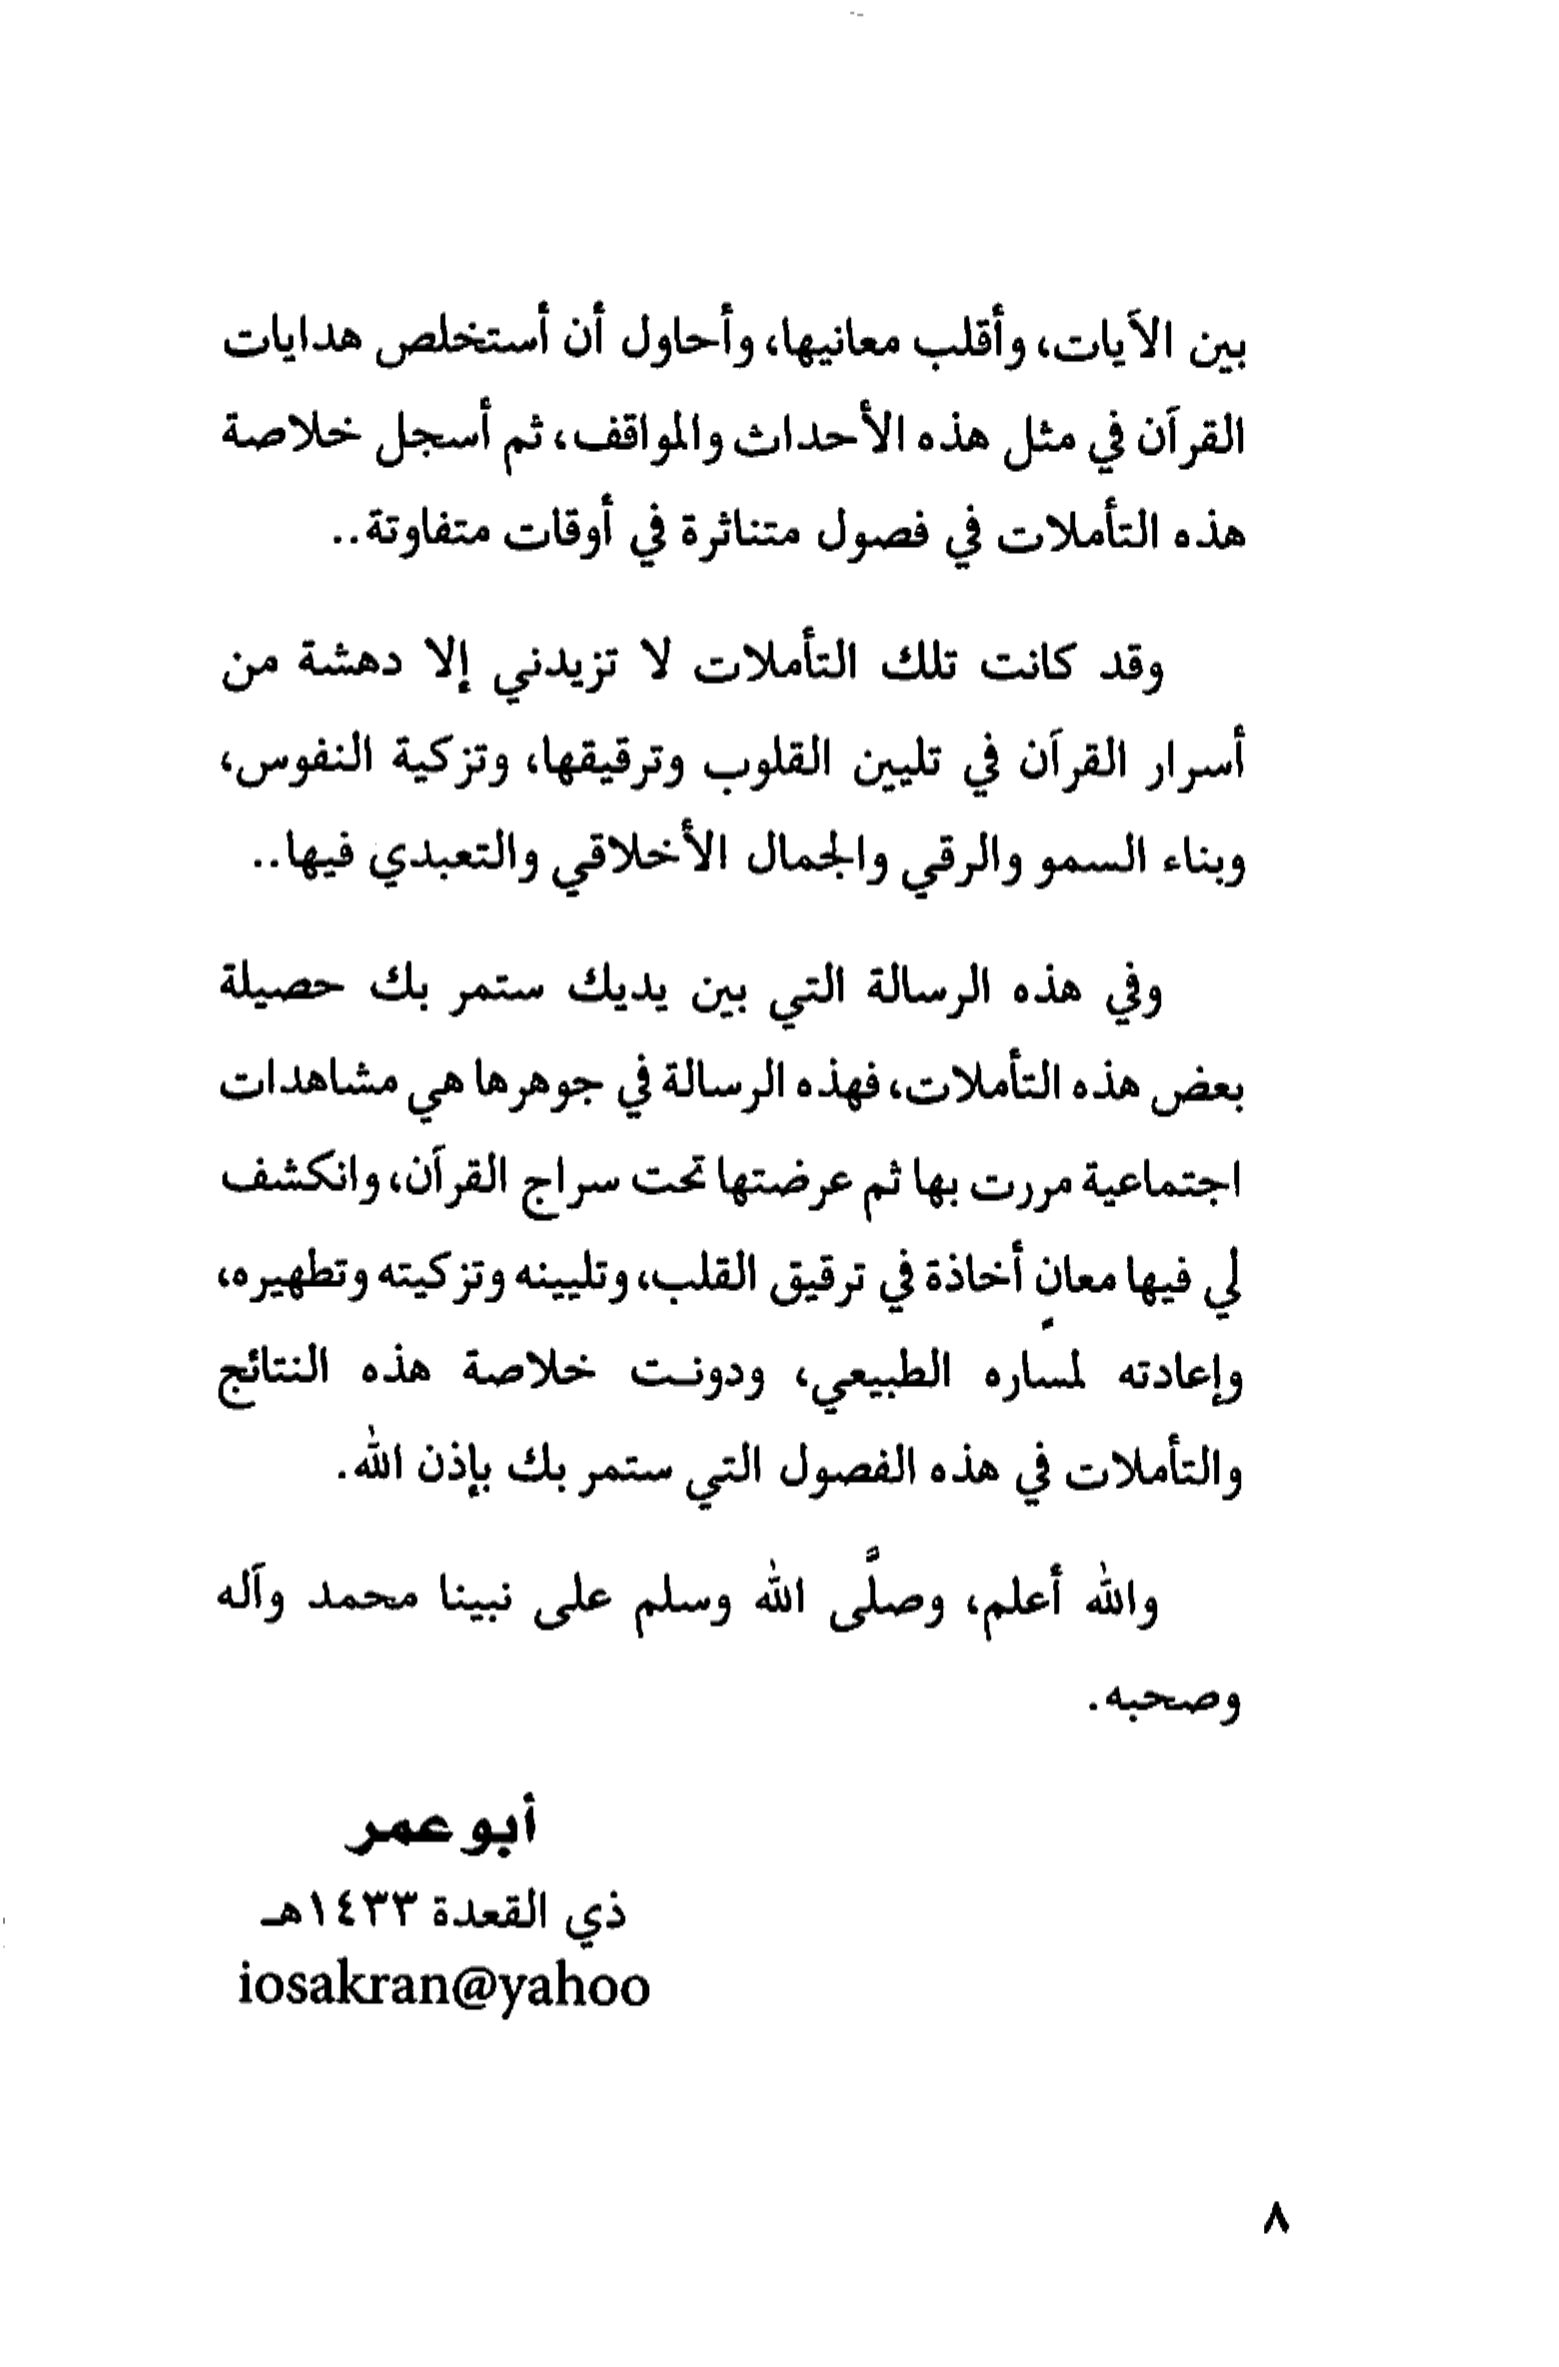 بين الآيات، وأقلب معانيها، وأحاول أن أستخلص هدايات
القرآن في مثل هذه الأحداث والمواقف، ثم أسجل خلاصة
هذه التأملات في فصول متناثرة في أوقات متفاوتة..
وقد كانت تلك التأملات لا تزيدني إلا دهشة من
أسرار القرآن في تليين القلوب وترقيقها، وتزكية النفوس،
وبناء السمو والرقي والجمال الأخلاقي والتعبدي فيها..
وفي هذه الرسالة التي بين يديك ستمر بك حصيلة
بعض هذه التأملات، فهذه الرسالة في جوهرها هي مشاهدات
اجتماعية مررت بها ثم عرضتها تحت سراج القرآن، وانكشف
لي فيها معانٍ أخاذة في ترقيق القلب، وتليينه وتزكيته وتطهيره،
وإعادته لمساره الطبيعي، ودونت خلاصة هذه النتائج
والتأملات في هذه الفصول التي ستمر بك بإذن الله.
والله أعلم، وصلَّى الله وسلم على نبينا محمد وآله
وصحبه.
أبو عمر
ذي القعدة ١٤٣٣هـ
iosakran@yahoo
٨